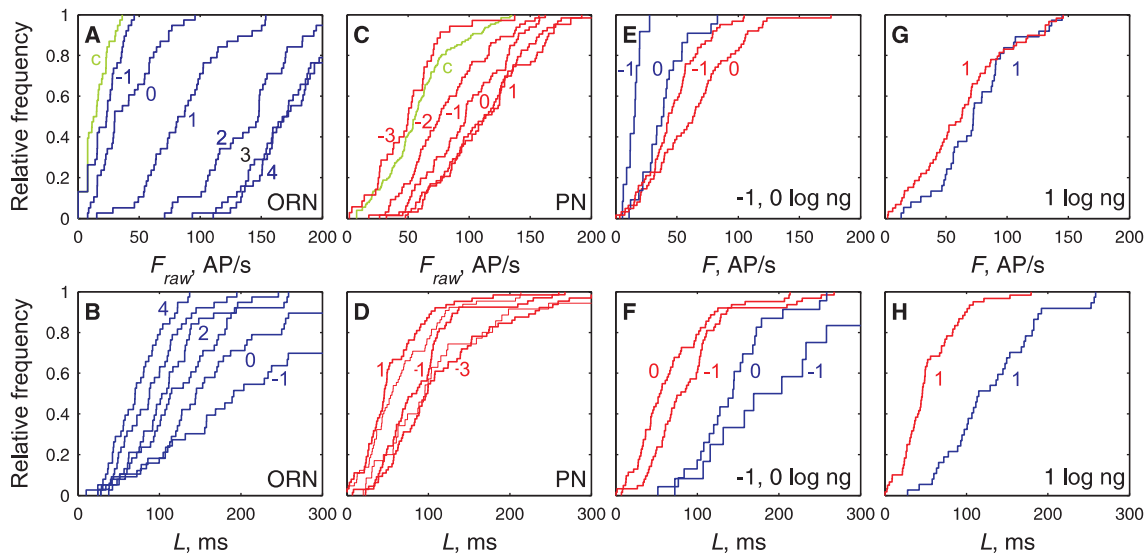 Relative frequency
1
0.8
0.6
0.4
0.2
0
A
c
-1
0
1
2
3
4
ORN
0 50 100 150 200
F_raw, AP/s
C
-3
c
-2
-1
0
1
PN
50 100 150 200
F_raw, AP/s
E
-1
0
-1
0
-1, 0 log ng
0 50 100 150 200
F, AP/s
G
1
1
1 log ng
0 50 100 150 200
F, AP/s
Relative frequency
1
0.8
0.6
0.4
0.2
0
B
4
2
0
-1
ORN
0 100 200 300
L, ms
D
1
-1
-3
PN
0 100 200 300
L, ms
F
0
-1
0
-1
-1, 0 log ng
0 100 200 300
L, ms
H
1
1
1 log ng
0 100 200 300
L, ms